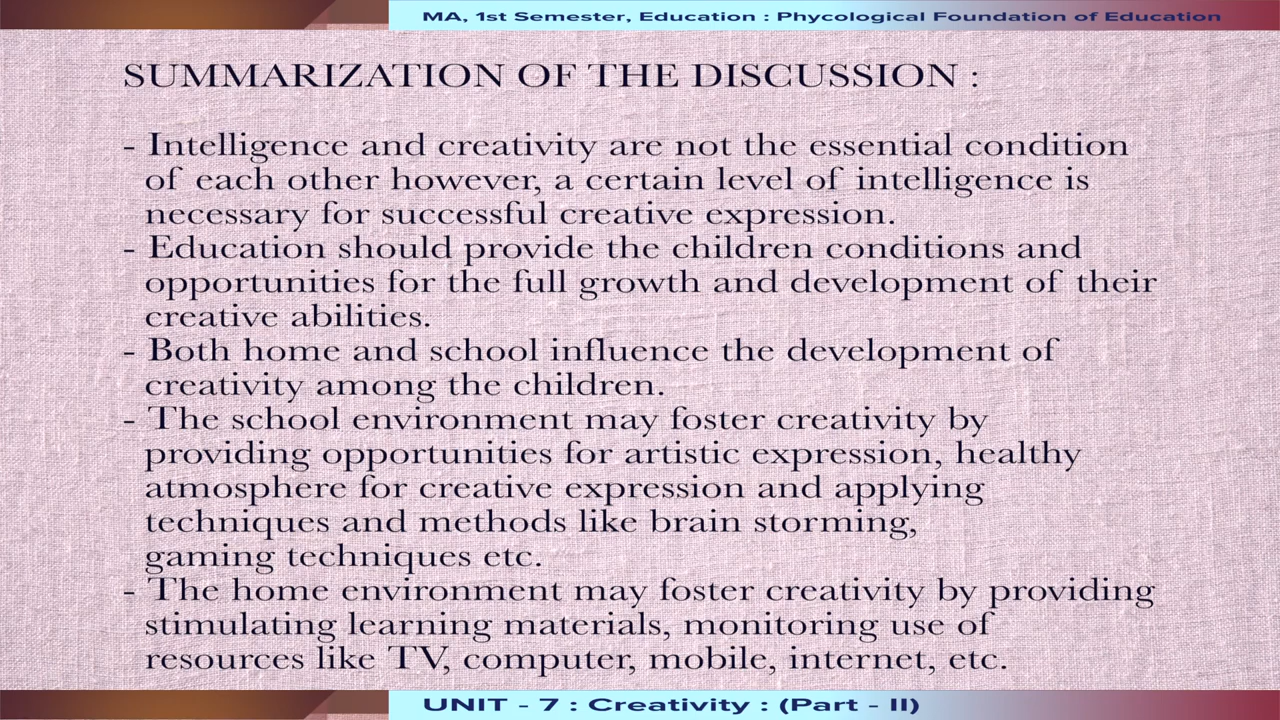 MA, 1st Semester, Education : Phycological Foundation of Education
SUMMARIZATION OF THE DISCUSSION :
- Intelligence and creativity are not the essential condition
of each other however, a certain level of intelligence is
necessary for successful creative expression.
- Education should provide the children conditions and
opportunities for the full growth and development of their
creative abilities.
- Both home and school influence the development of
creativity among the children.
- The school environment may foster creativity by
providing opportunities for artistic expression, healthy
atmosphere for creative expression and applying
techniques and methods like brain storming,
gaming techniques etc.
- The home environment may foster creativity by providing
stimulating learning materials, monitoring use of
resources like TV, computer, mobile, internet, etc.
UNIT - 7 : Creativity : (Part - II)